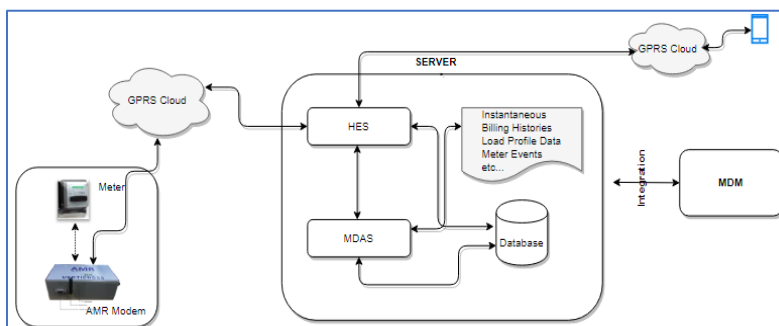 GPRS Cloud
SERVER
GPRS Cloud
HES
Instantaneous
Billing Histories
Load Profile Data
Meter Events
etc...
Meter
Integration
MDM
MDAS
Database
AMR
AMR Modem